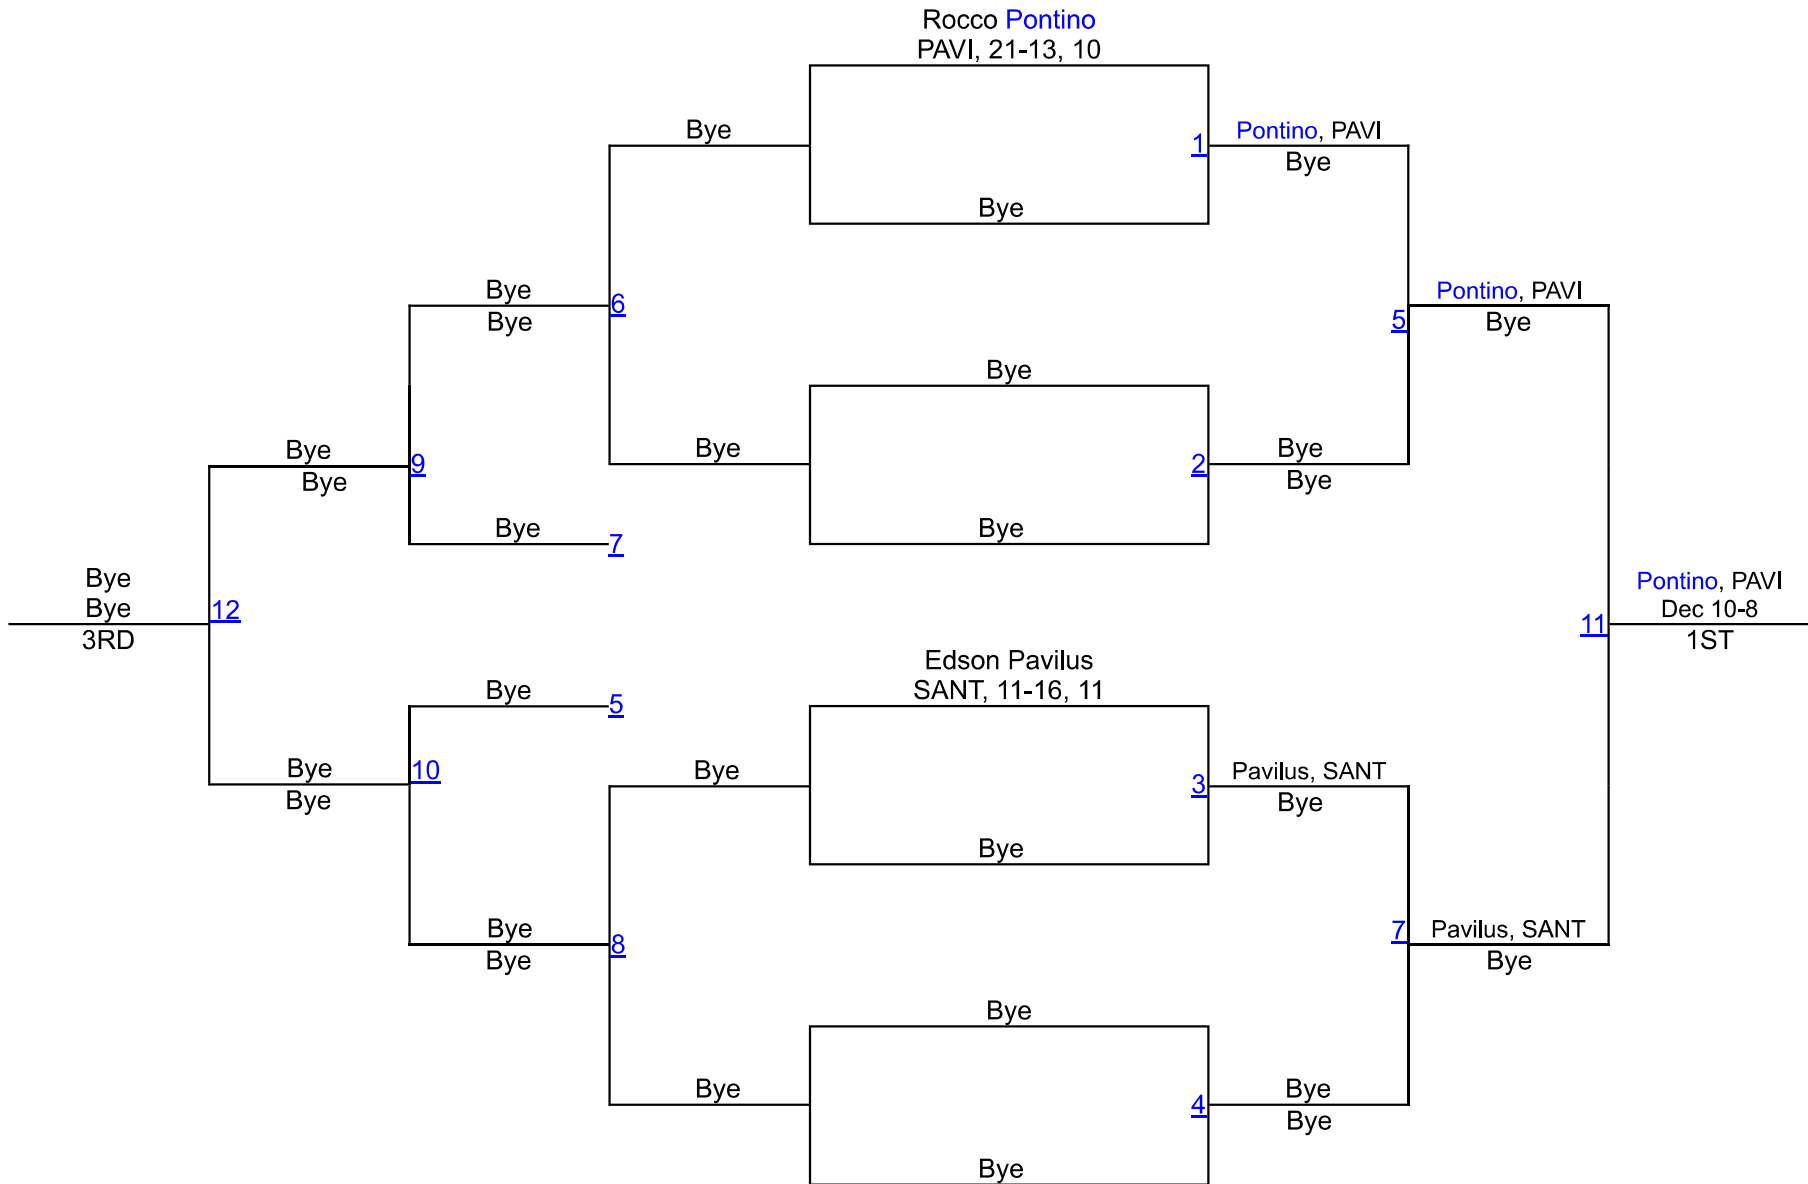 Rocco Pontino
PAVI, 21-13, 10
Bye
1
Pontino, PAVI
Bye
Bye
Bye
Bye
6
Pontino, PAVI
Bye
5
Bye
Bye
Bye
9
Bye
2
Bye
Bye
Bye
7
Bye
Bye
Bye
12
3RD
Pontino, PAVI
Dec 10-8
11
1ST
Edson Pavilus
SANT, 11-16, 11
Bye
5
Bye
10
Bye
Bye
3
Pavilus, SANT
Bye
Bye
Bye
8
Bye
7
Pavilus, SANT
Bye
Bye
Bye
4
Bye
Bye
Bye